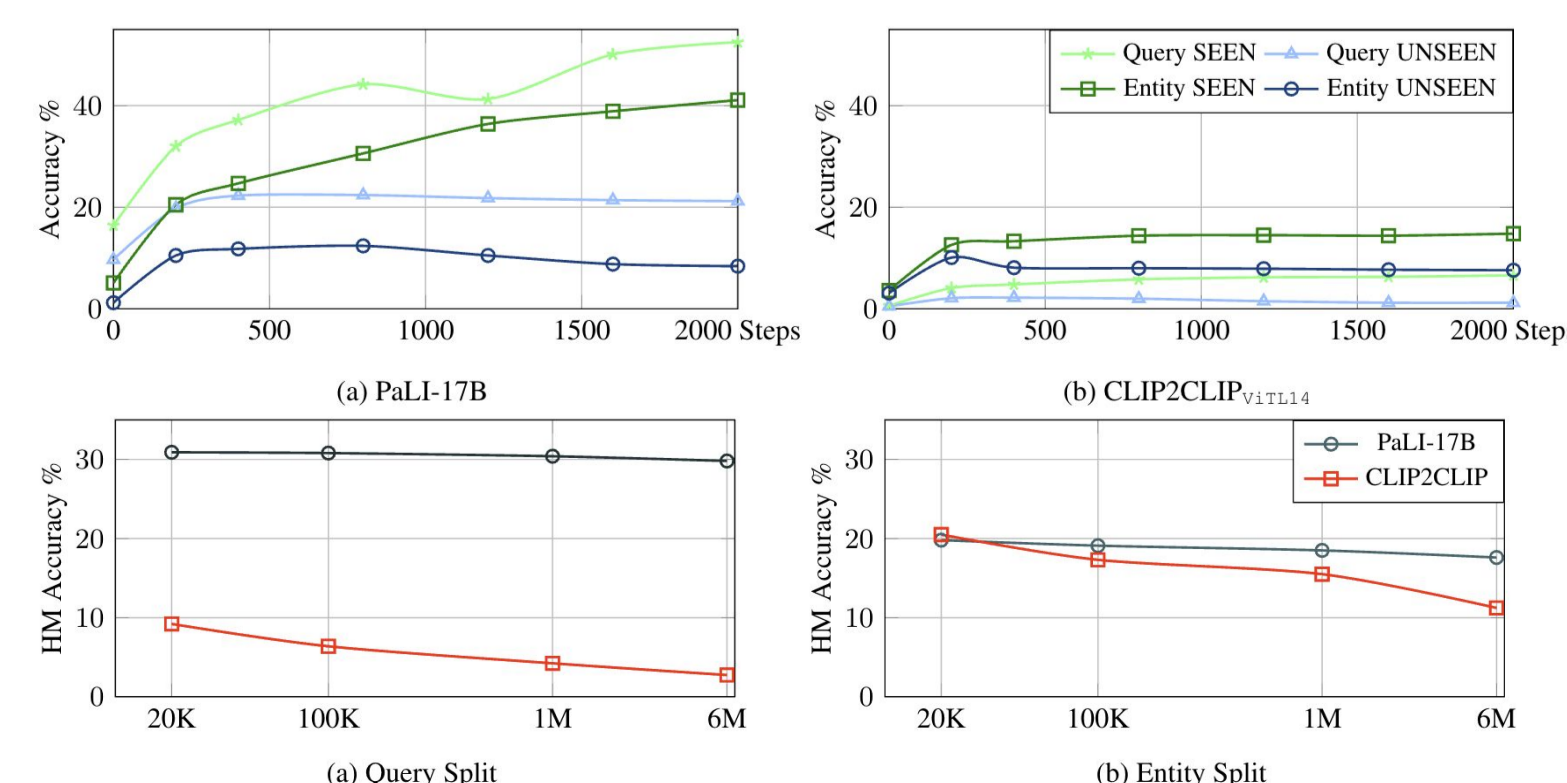 Accuracy %
40
20
0
0 500 1000 1500 2000 Steps
(a) PaLI-17B
Accuracy %
40
20
0
0 500 1000 1500 2000 Step
Query SEEN Query UNSEEN
Entity SEEN Entity UNSEEN
(b) CLIP2CLIPViTL14
HM Accuracy %
30
20
10
0
20K 100K 1M 6M
(a) Query Split
HM Accuracy %
30
20
10
0
20K 100K 1M 6M
PaLI-17B
CLIP2CLIP
(b) Entity Split